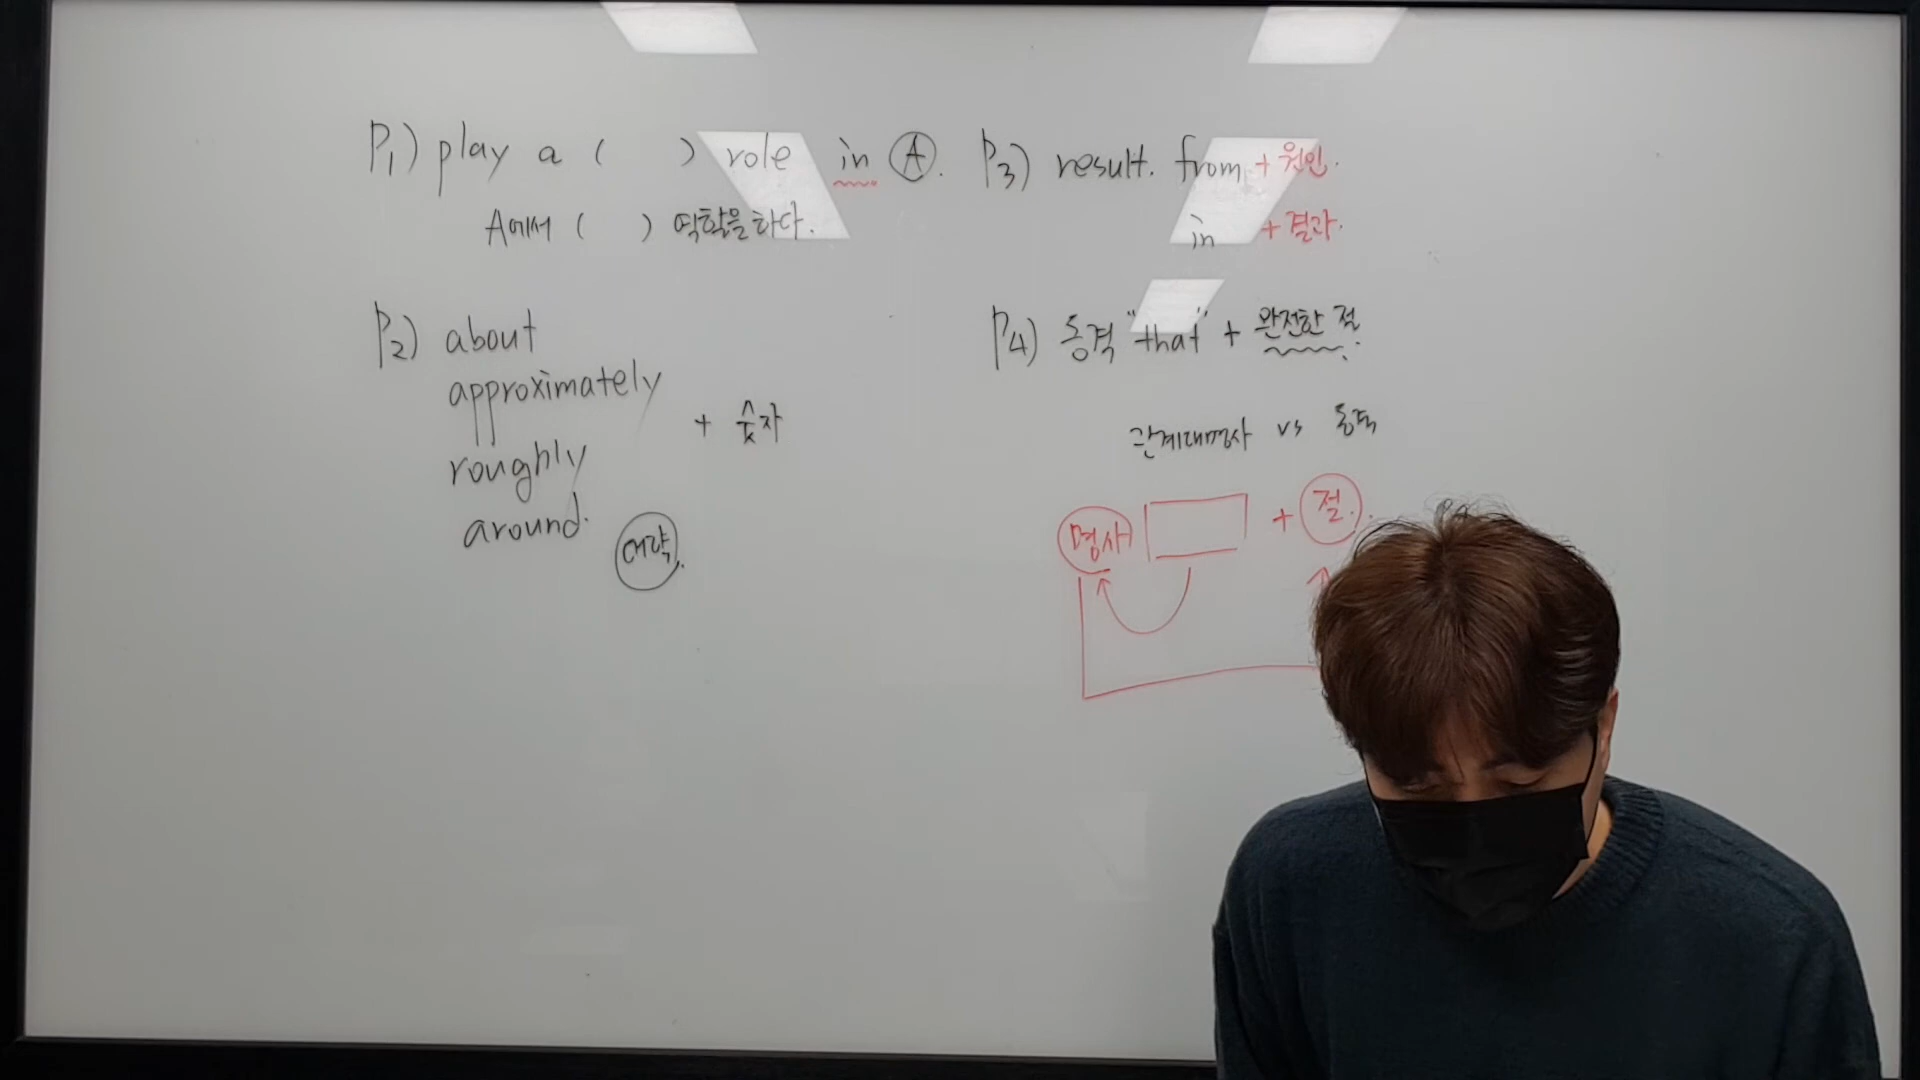 P1) play a (    ) role in Ⓐ.
A에서 (    ) 역할을 하다.
P2) about
approximately
roughly
around.
+ 숫자
대략.
P3) result. from + 원인.
in + 결과.
P4) 동격 "that" + 완전한 절.
관계대명사 vs 동격
명사 + 절.